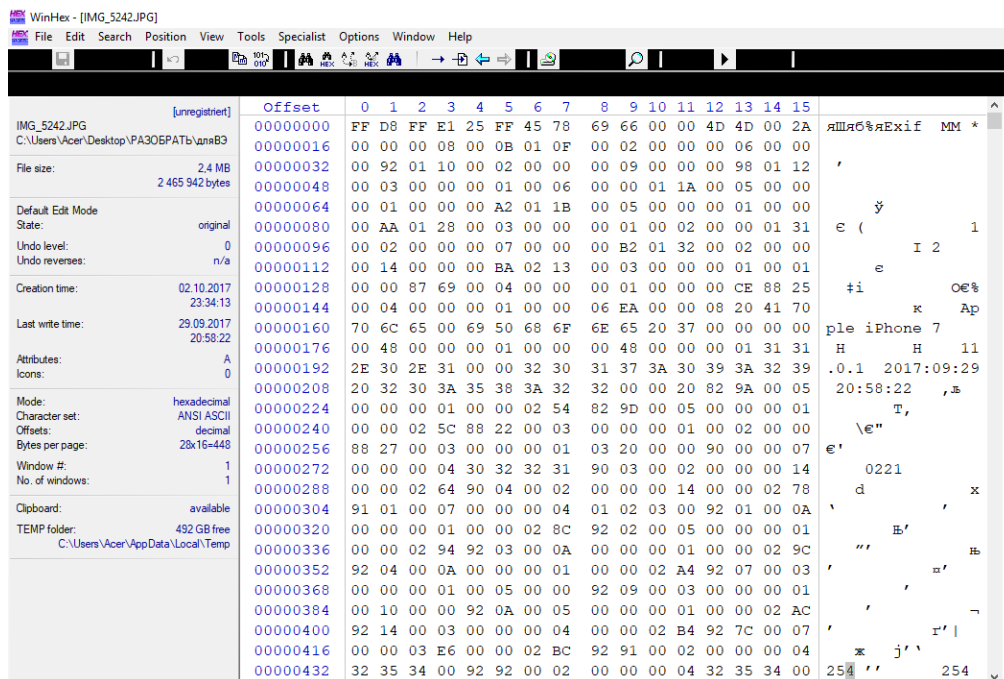 WinHex - [IMG_5242.JPG]
File Edit Search Position View Tools Specialist Options Window Help
[unregistriert]
IMG_5242.JPG
C:\Users\Acer\Desktop\РАЗОБРАТЬ\дляВЭ
File size: 2,4 MB
2 465 942 bytes
Default Edit Mode
State: original
Undo level: 0
Undo reverses: n/a
Creation time: 02.10.2017
23:34:13
Last write time: 29.09.2017
20:58:22
Attributes: A
Icons: 0
Mode: hexadecimal
Character set: ANSI ASCII
Offsets: decimal
Bytes per page: 28x16=448
Window #: 1
No. of windows: 1
Clipboard: available
TEMP folder: 492 GB free
C:\Users\Acer\AppData\Local\Temp
Offset 0 1 2 3 4 5 6 7 8 9 10 11 12 13 14 15
00000000 FF D8 FF E1 25 FF 45 78 69 66 00 00 4D 4D 00 2A яШяб%яExif MM *
00000016 00 00 00 08 00 0B 01 0F 00 02 00 00 00 06 00 00
00000032 00 92 01 10 00 02 00 00 00 09 00 00 00 98 01 12 ’
00000048 00 03 00 00 00 01 00 06 00 00 01 1A 00 05 00 00
00000064 00 01 00 00 00 A2 01 1B 00 05 00 00 00 01 00 00 ў
00000080 00 AA 01 28 00 03 00 00 00 01 00 02 00 00 01 31 Є ( 1
00000096 00 02 00 00 00 07 00 00 00 B2 01 32 00 02 00 00 І 2
00000112 00 14 00 00 00 BA 02 13 00 03 00 00 00 01 00 01 є
00000128 00 00 87 69 00 04 00 00 00 01 00 00 00 CE 88 25 ‡i О€%
00000144 00 04 00 00 00 01 00 00 06 EA 00 00 08 20 41 70 к Ap
00000160 70 6C 65 00 69 50 68 6F 6E 65 20 37 00 00 00 00 ple iPhone 7
00000176 00 48 00 00 00 01 00 00 00 48 00 00 00 01 31 31 H H 11
00000192 2E 30 2E 31 00 00 32 30 31 37 3A 30 39 3A 32 39 .0.1 2017:09:29
00000208 20 32 30 3A 35 38 3A 32 32 00 00 20 82 9A 00 05 20:58:22 ‚љ
00000224 00 00 00 01 00 00 02 54 82 9D 00 05 00 00 00 01 T‚
00000240 00 00 02 5C 88 22 00 03 00 00 00 01 00 02 00 00 \€"
00000256 88 27 00 03 00 00 00 01 03 20 00 00 90 00 00 07 €'
00000272 00 00 00 04 30 32 32 31 90 03 00 02 00 00 00 14 0221
00000288 00 00 02 64 90 04 00 02 00 00 00 14 00 00 02 78 d x
00000304 91 01 00 07 00 00 00 04 01 02 03 00 92 01 00 0A ‘ ’
00000320 00 00 00 01 00 00 02 8C 92 02 00 05 00 00 00 01 Њ’
00000336 00 00 02 94 92 03 00 0A 00 00 00 01 00 00 02 9C ”’ њ
00000352 92 04 00 0A 00 00 00 01 00 00 02 A4 92 07 00 03 ’ ¤’
00000368 00 00 00 01 00 05 00 00 92 09 00 03 00 00 00 01 ’
00000384 00 10 00 00 92 0A 00 05 00 00 00 01 00 00 02 AC ’ ¬
00000400 92 14 00 03 00 00 00 04 00 00 02 B4 92 7C 00 07 ’ ґ’|
00000416 00 00 03 E6 00 00 02 BC 92 91 00 02 00 00 00 04 ж ј’‘
00000432 32 35 34 00 92 92 00 02 00 00 00 04 32 35 34 00 254 ’’ 254